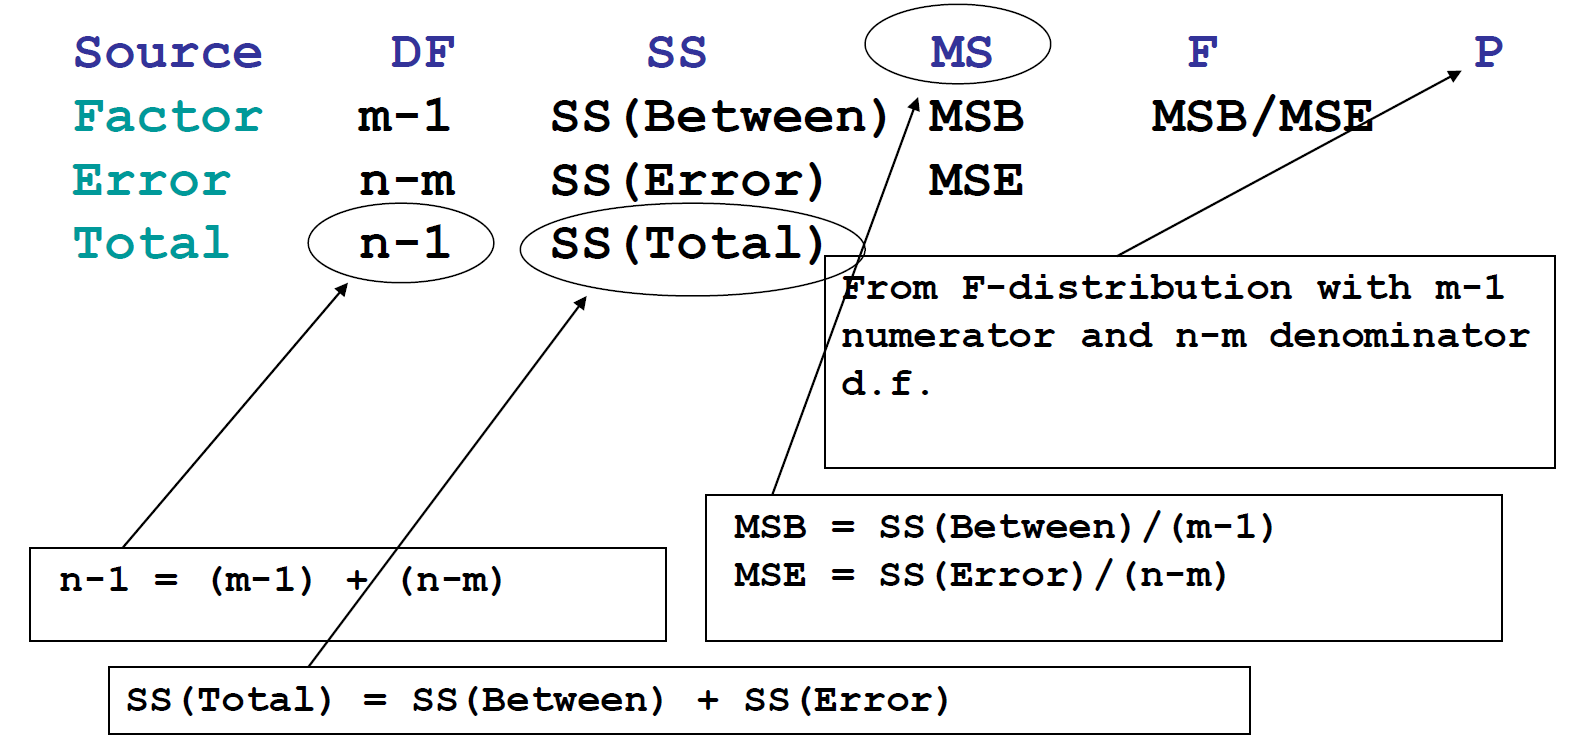 Source DF SS MS F P
Factor m-1 SS(Between) MSB MSB/MSE
Error n-m SS(Error) MSE
Total n-1 SS(Total)
From F-distribution with m-1
numerator and n-m denominator
d.f.
MSB = SS(Between)/(m-1)
MSE = SS(Error)/(n-m)
n-1 = (m-1) + (n-m)
SS(Total) = SS(Between) + SS(Error)